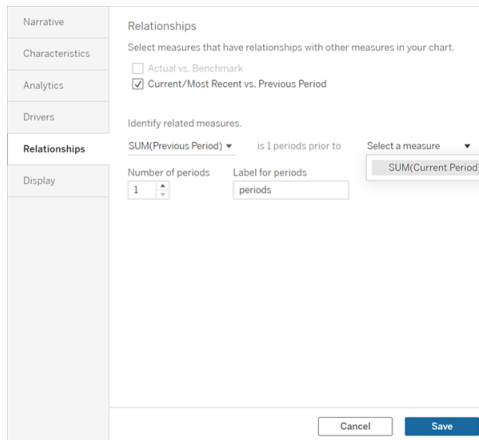 Narrative
Characteristics
Analytics
Drivers
Relationships
Display
Relationships
Select measures that have relationships with other measures in your chart.
Actual vs. Benchmark
Current/Most Recent vs. Previous Period
Identify related measures.
SUM(Previous Period) is 1 periods prior to Select a measure
SUM(Current Period)
Number of periods Label for periods
1 periods
Cancel Save